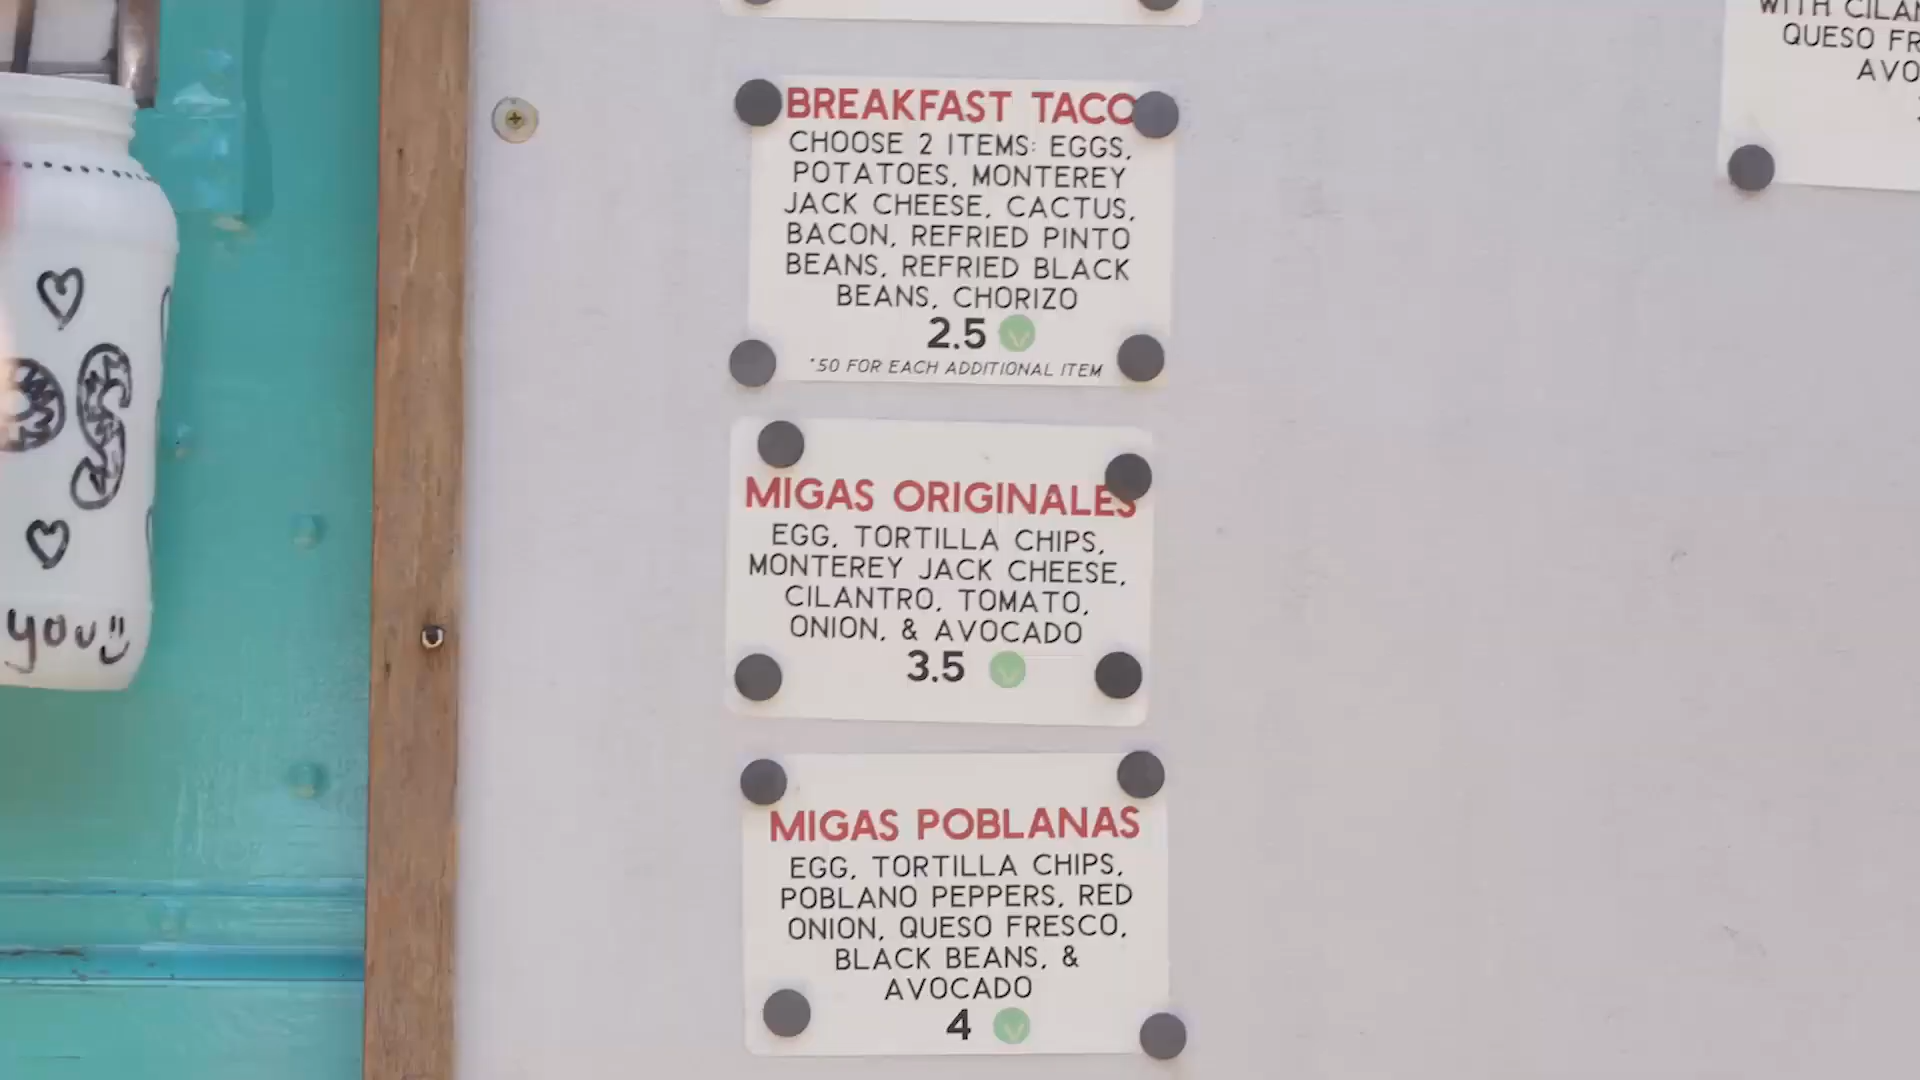 BREAKFAST TACO
CHOOSE 2 ITEMS: EGGS,
POTATOES, MONTEREY
JACK CHEESE, CACTUS,
BACON, REFRIED PINTO
BEANS, REFRIED BLACK
BEANS, CHORIZO
2.5 V
*50 FOR EACH ADDITIONAL ITEM
MIGAS ORIGINALES
EGG, TORTILLA CHIPS,
MONTEREY JACK CHEESE,
CILANTRO, TOMATO,
ONION, & AVOCADO
3.5 V
MIGAS POBLANAS
EGG, TORTILLA CHIPS,
POBLANO PEPPERS, RED
ONION, QUESO FRESCO,
BLACK BEANS, &
AVOCADO
4 V
WITH
QUESO
you